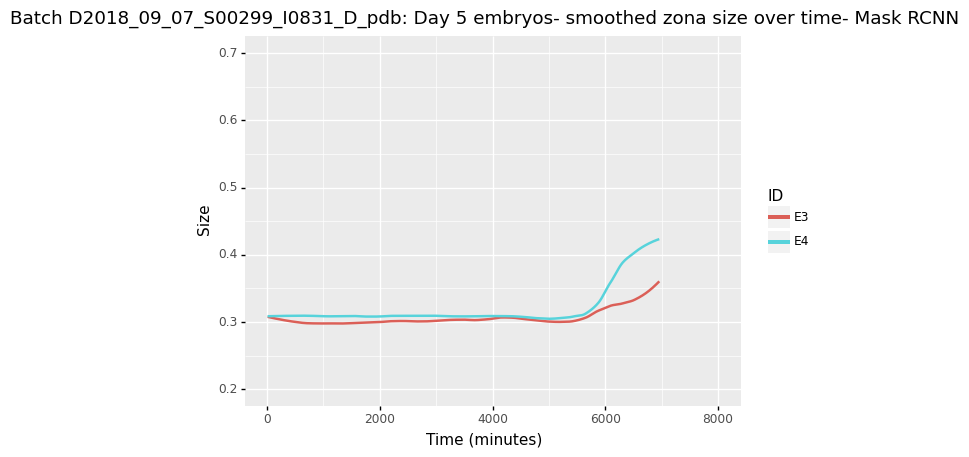 Batch D2018_09_07_S00299_I0831_D_pdb: Day 5 embryos- smoothed zona size over time- Mask RCNN
0.7
0.6
0.5
0.4
0.3
0.2
Size
0 2000 4000 6000 8000
Time (minutes)
ID
E3
E4